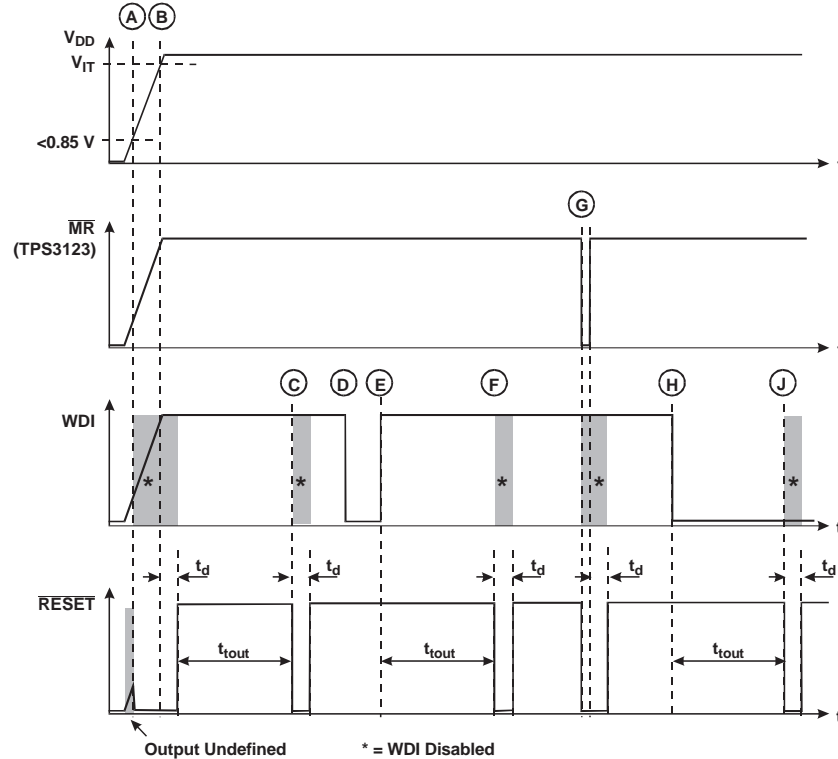 A B
VDD
VIT
<0.85 V
t
G
MR
(TPS3123)
t
C D E F H J
WDI
* * * * *
t
td td td td td
RESET
ttout ttout ttout
t
Output Undefined * = WDI Disabled